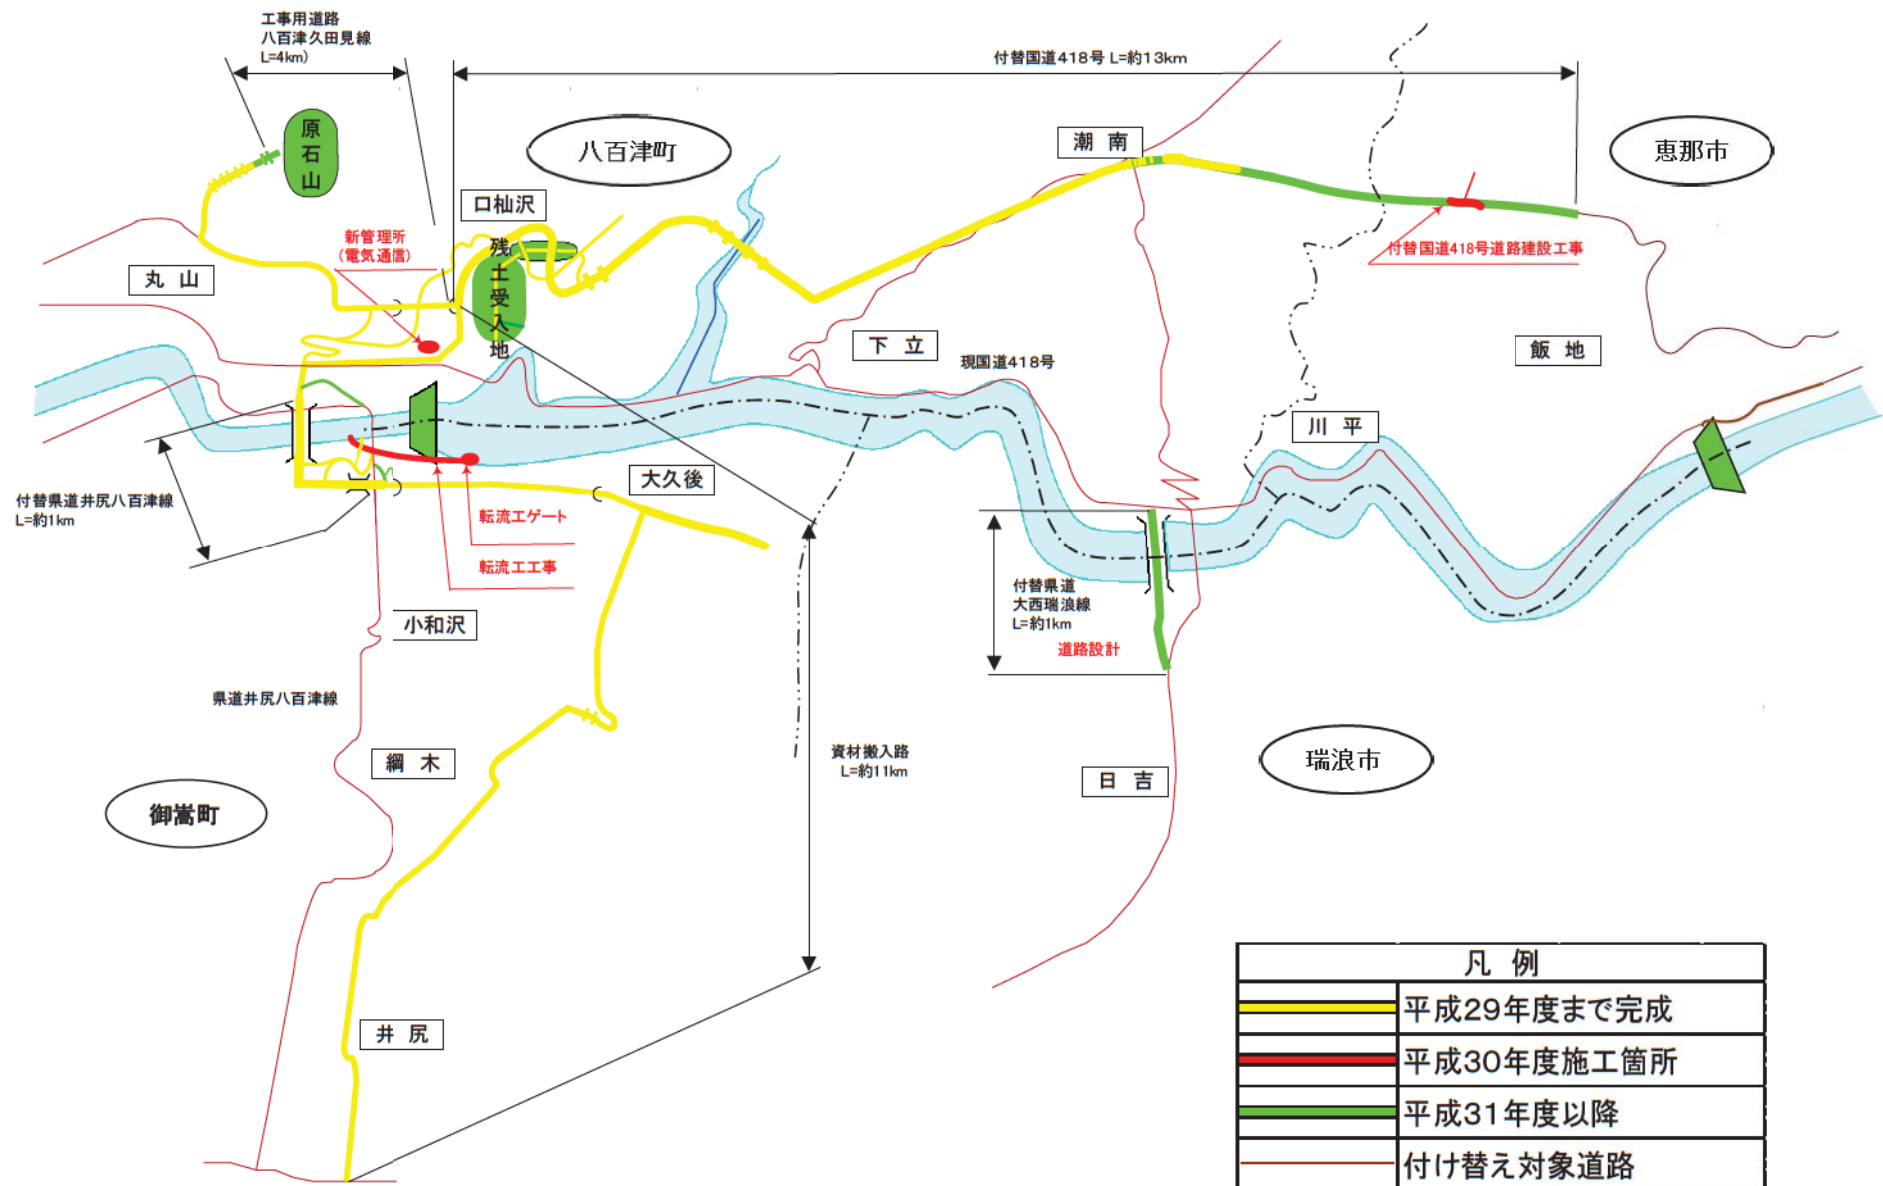 工事用道路
八百津久田見線
L=4km)
付替国道418号 L=約13km
原石山
八百津町
潮 南
恵那市
口杣沢
新管理所
(電気通信)
残土受入地
丸 山
付替国道418号道路建設工事
下 立
現国道418号
飯 地
川 平
大久後
付替県道井尻八百津線
L=約1km
転流工ゲート
転流工工事
付替県道
大西瑞浪線
L=約1km
道路設計
小和沢
県道井尻八百津線
綱 木
資材搬入路
L=約11km
日 吉
瑞浪市
御嵩町
井 尻
凡 例
平成29年度まで完成
平成30年度施工箇所
平成31年度以降
付け替え対象道路